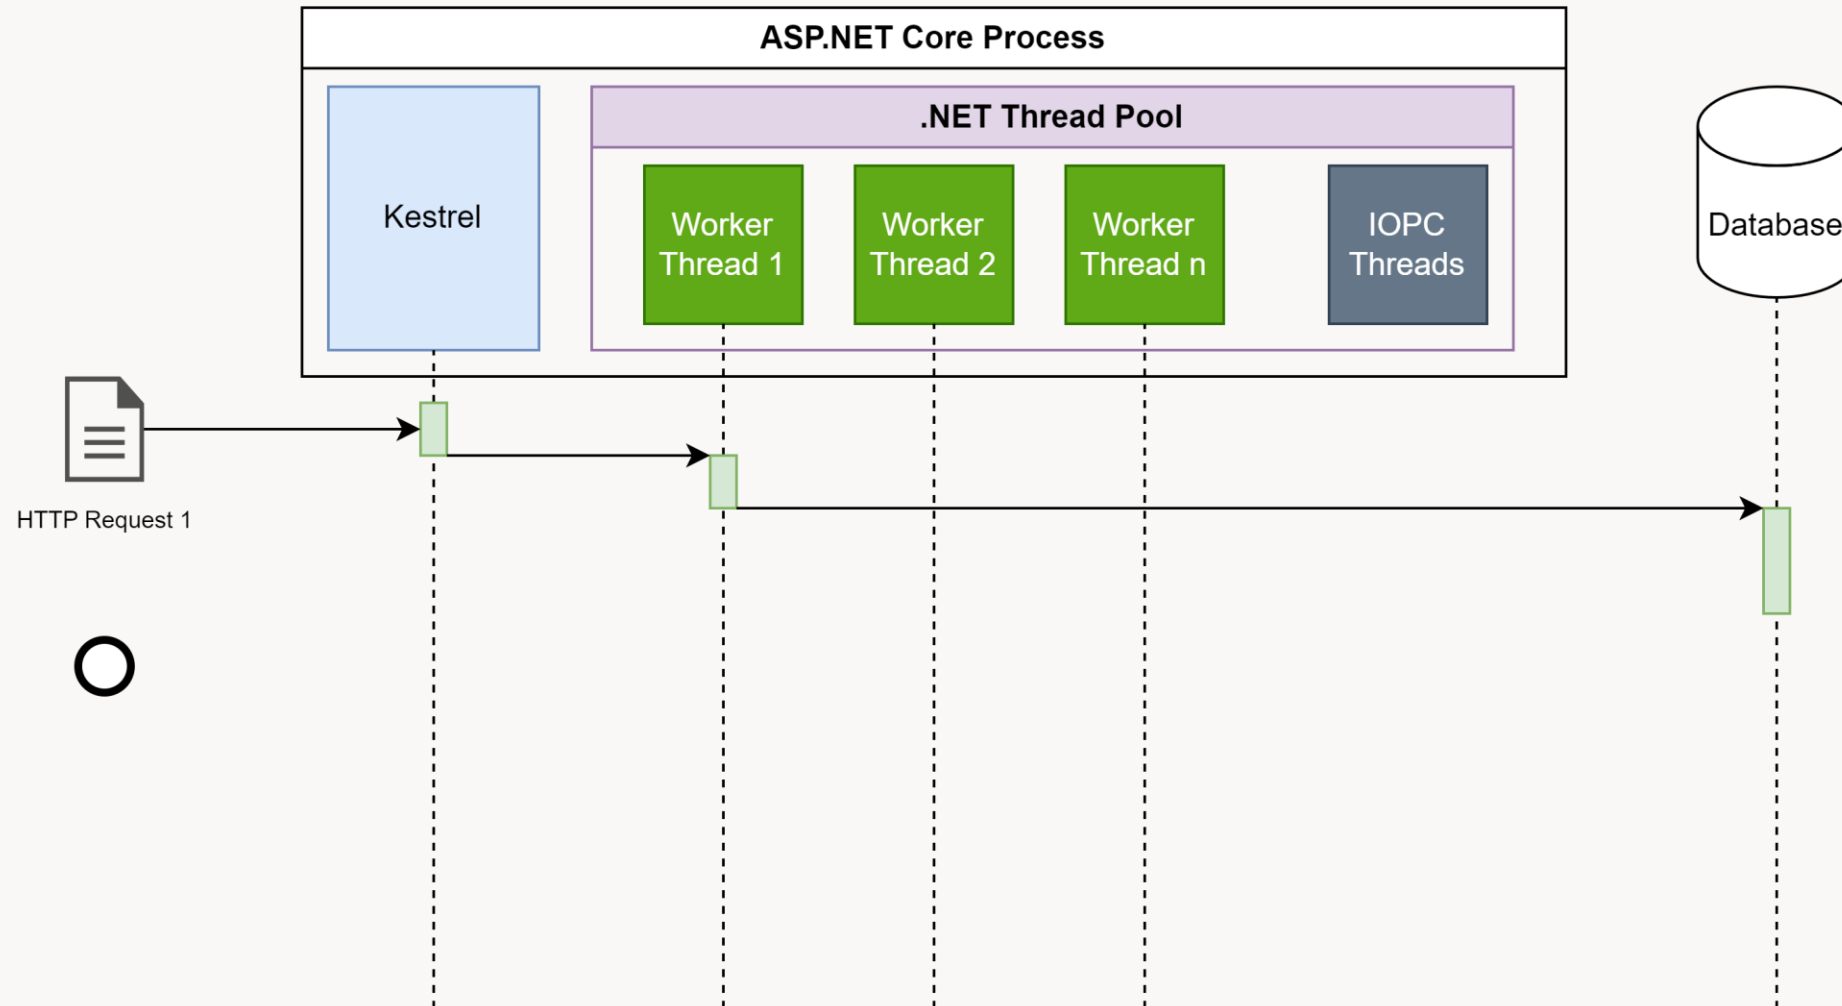 ASP.NET Core Process
.NET Thread Pool
Kestrel
Worker
Thread 1
Worker
Thread 2
Worker
Thread n
IOPC
Threads
Database
HTTP Request 1